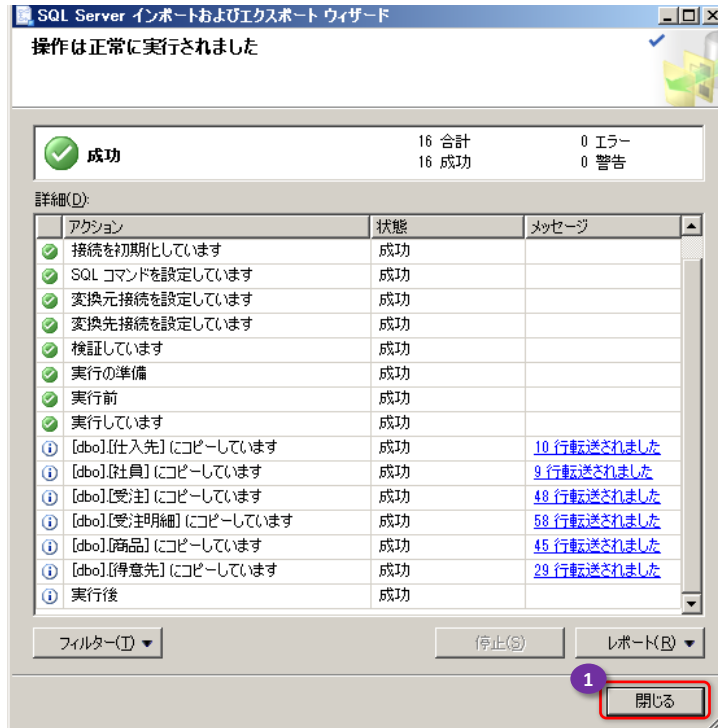 SQL Server インポートおよびエクスポート ウィザード
操作は正常に実行されました
成功
16 合計
0 エラー
16 成功
0 警告
詳細(D):
アクション 状態 メッセージ
接続を初期化しています 成功
SQL コマンドを設定しています 成功
変換元接続を設定しています 成功
変換先接続を設定しています 成功
検証しています 成功
実行の準備 成功
実行前 成功
実行しています 成功
[dbo].[仕入先] にコピーしています 成功 10 行転送されました
[dbo].[社員] にコピーしています 成功 9 行転送されました
[dbo].[受注] にコピーしています 成功 48 行転送されました
[dbo].[受注明細] にコピーしています 成功 58 行転送されました
[dbo].[商品] にコピーしています 成功 45 行転送されました
[dbo].[得意先] にコピーしています 成功 29 行転送されました
実行後 成功
フィルター(T) 停止(S) レポート(R)
1
閉じる